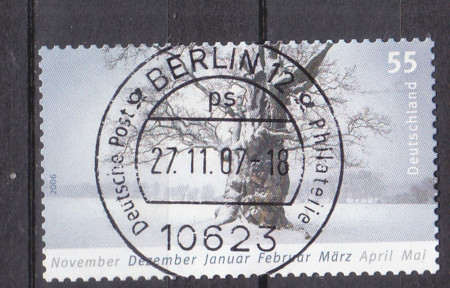 BERLIN 12
ps
Deutsche Post
Philatelie
27.11.07-18
10623
55
Deutschland
2006
November Dezember Januar Februar März April Mai